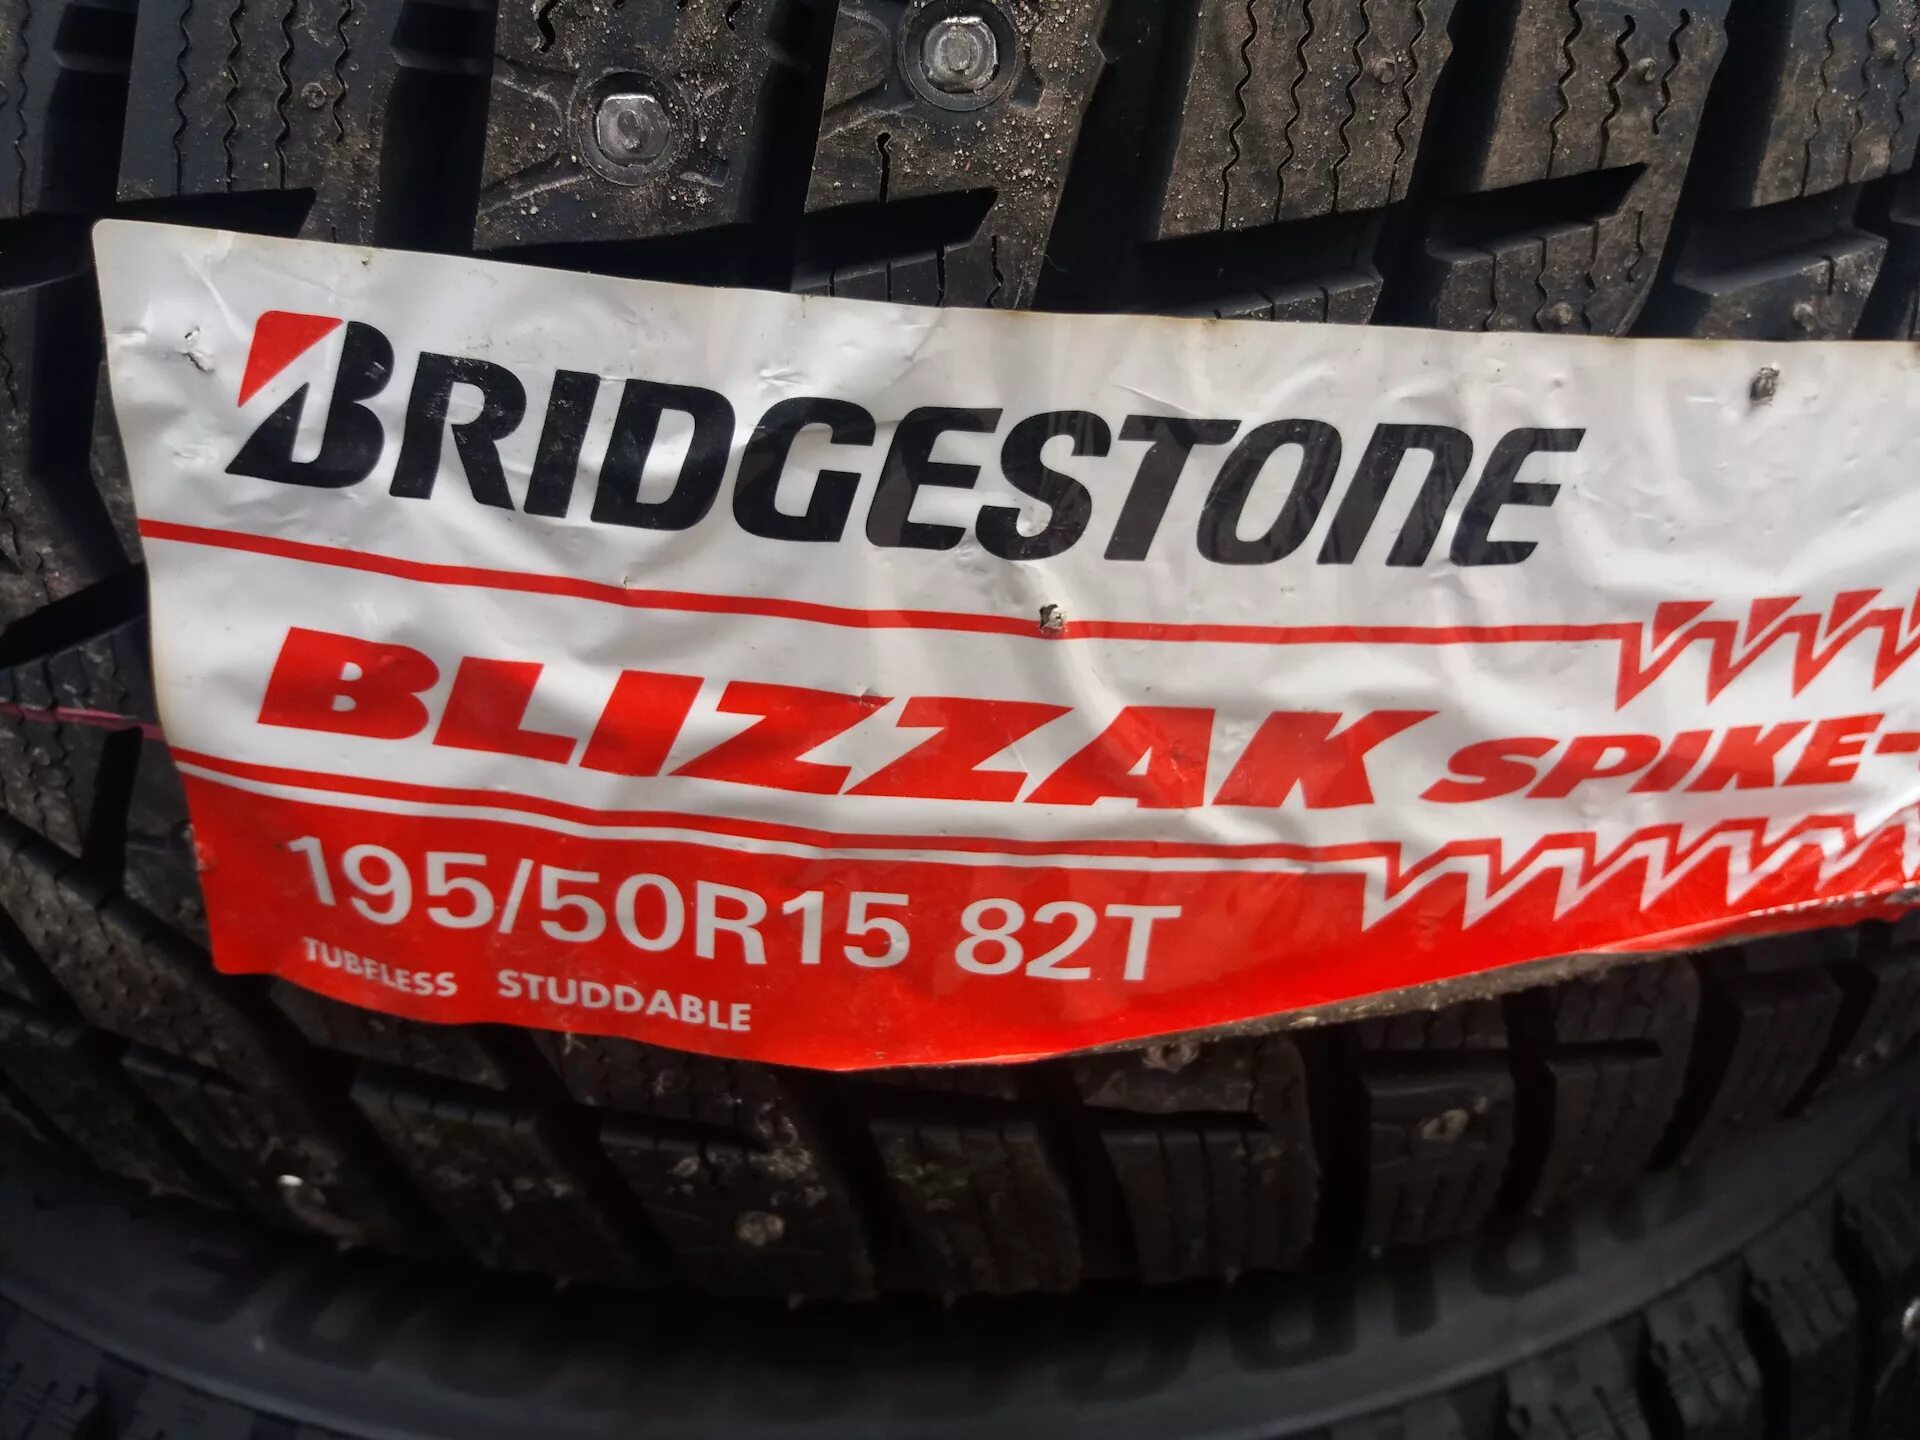 BRIDGESTONE
BLIZZAK SPIKE-
195/50R15 82T
TUBELESS STUDDABLE